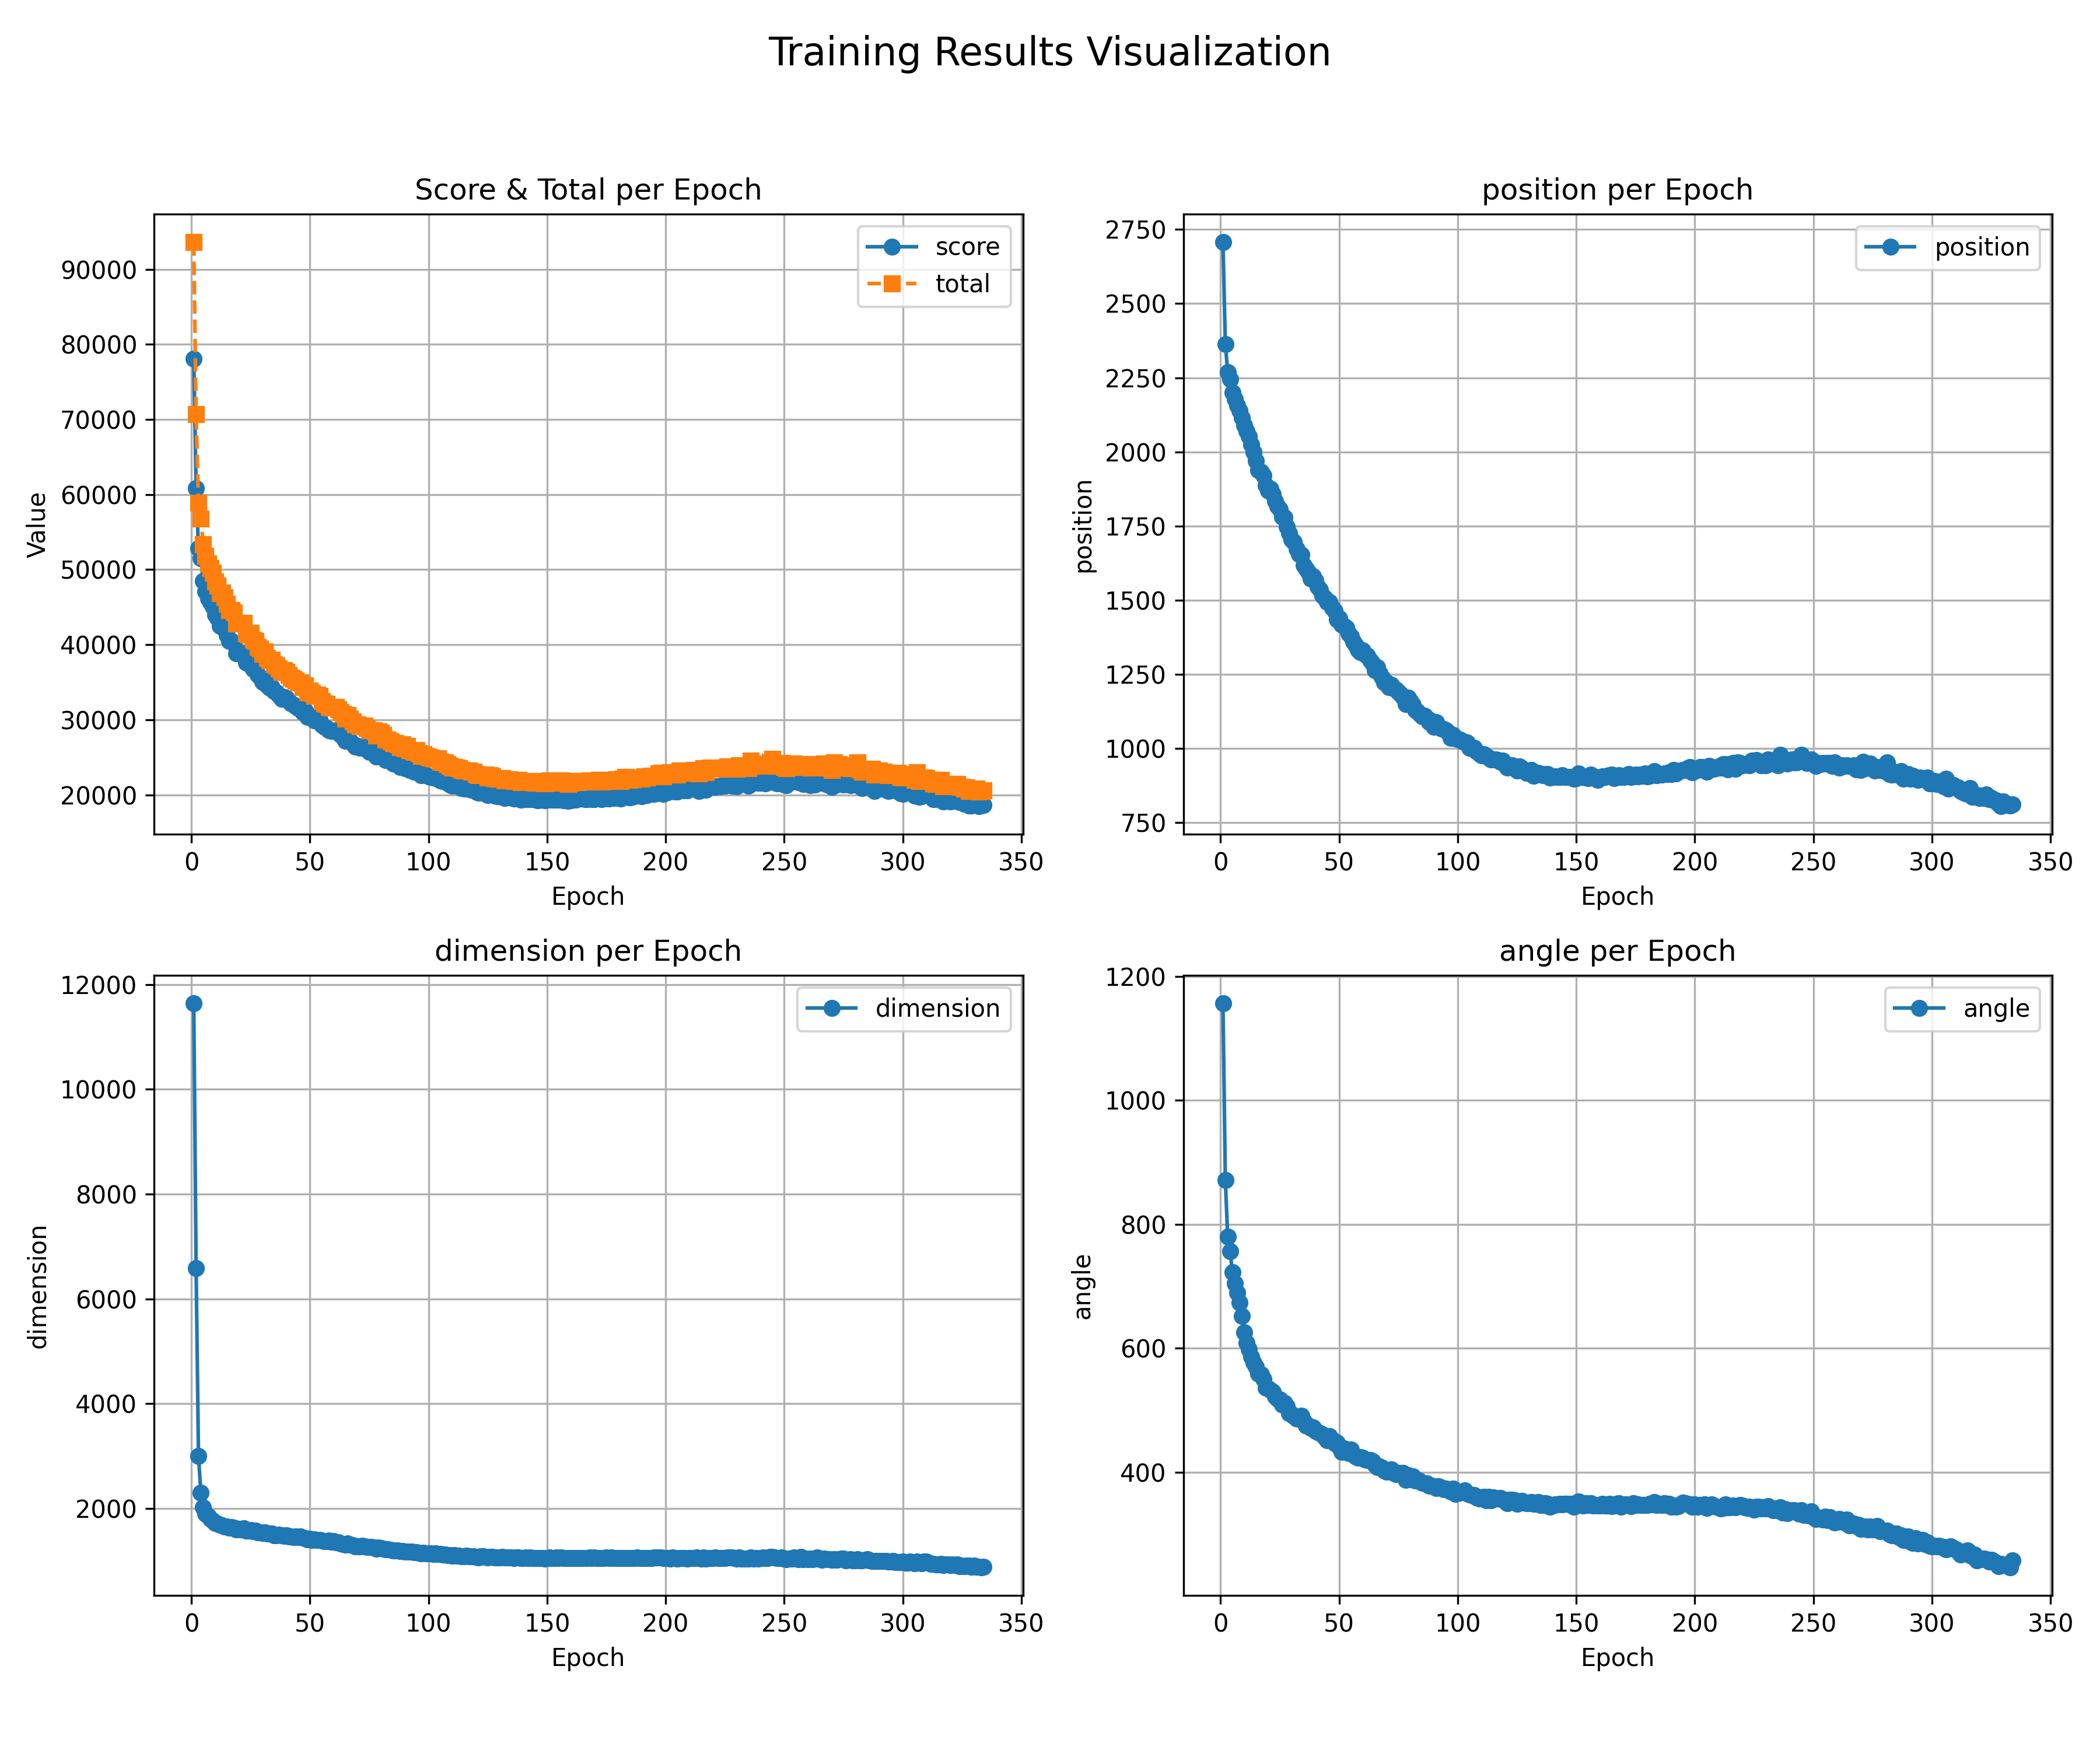 Training Results Visualization
Score & Total per Epoch
score
total
Value
90000
80000
70000
60000
50000
40000
30000
20000
0 50 100 150 200 250 300 350
Epoch
position per Epoch
position
position
2750
2500
2250
2000
1750
1500
1250
1000
750
0 50 100 150 200 250 300 350
Epoch
dimension per Epoch
dimension
dimension
12000
10000
8000
6000
4000
2000
0 50 100 150 200 250 300 350
Epoch
angle per Epoch
angle
angle
1200
1000
800
600
400
0 50 100 150 200 250 300 350
Epoch